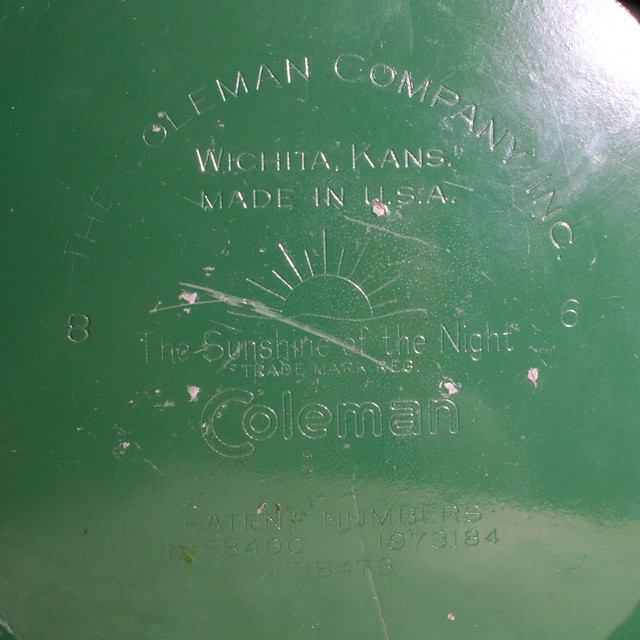 THE COLEMAN COMPANY, INC.
WICHITA, KANS.
MADE IN U.S.A.
8 6
"The Sunshine of the Night"
TRADE MARK REG.
Coleman
PATENT NUMBERS
1973184
1718473